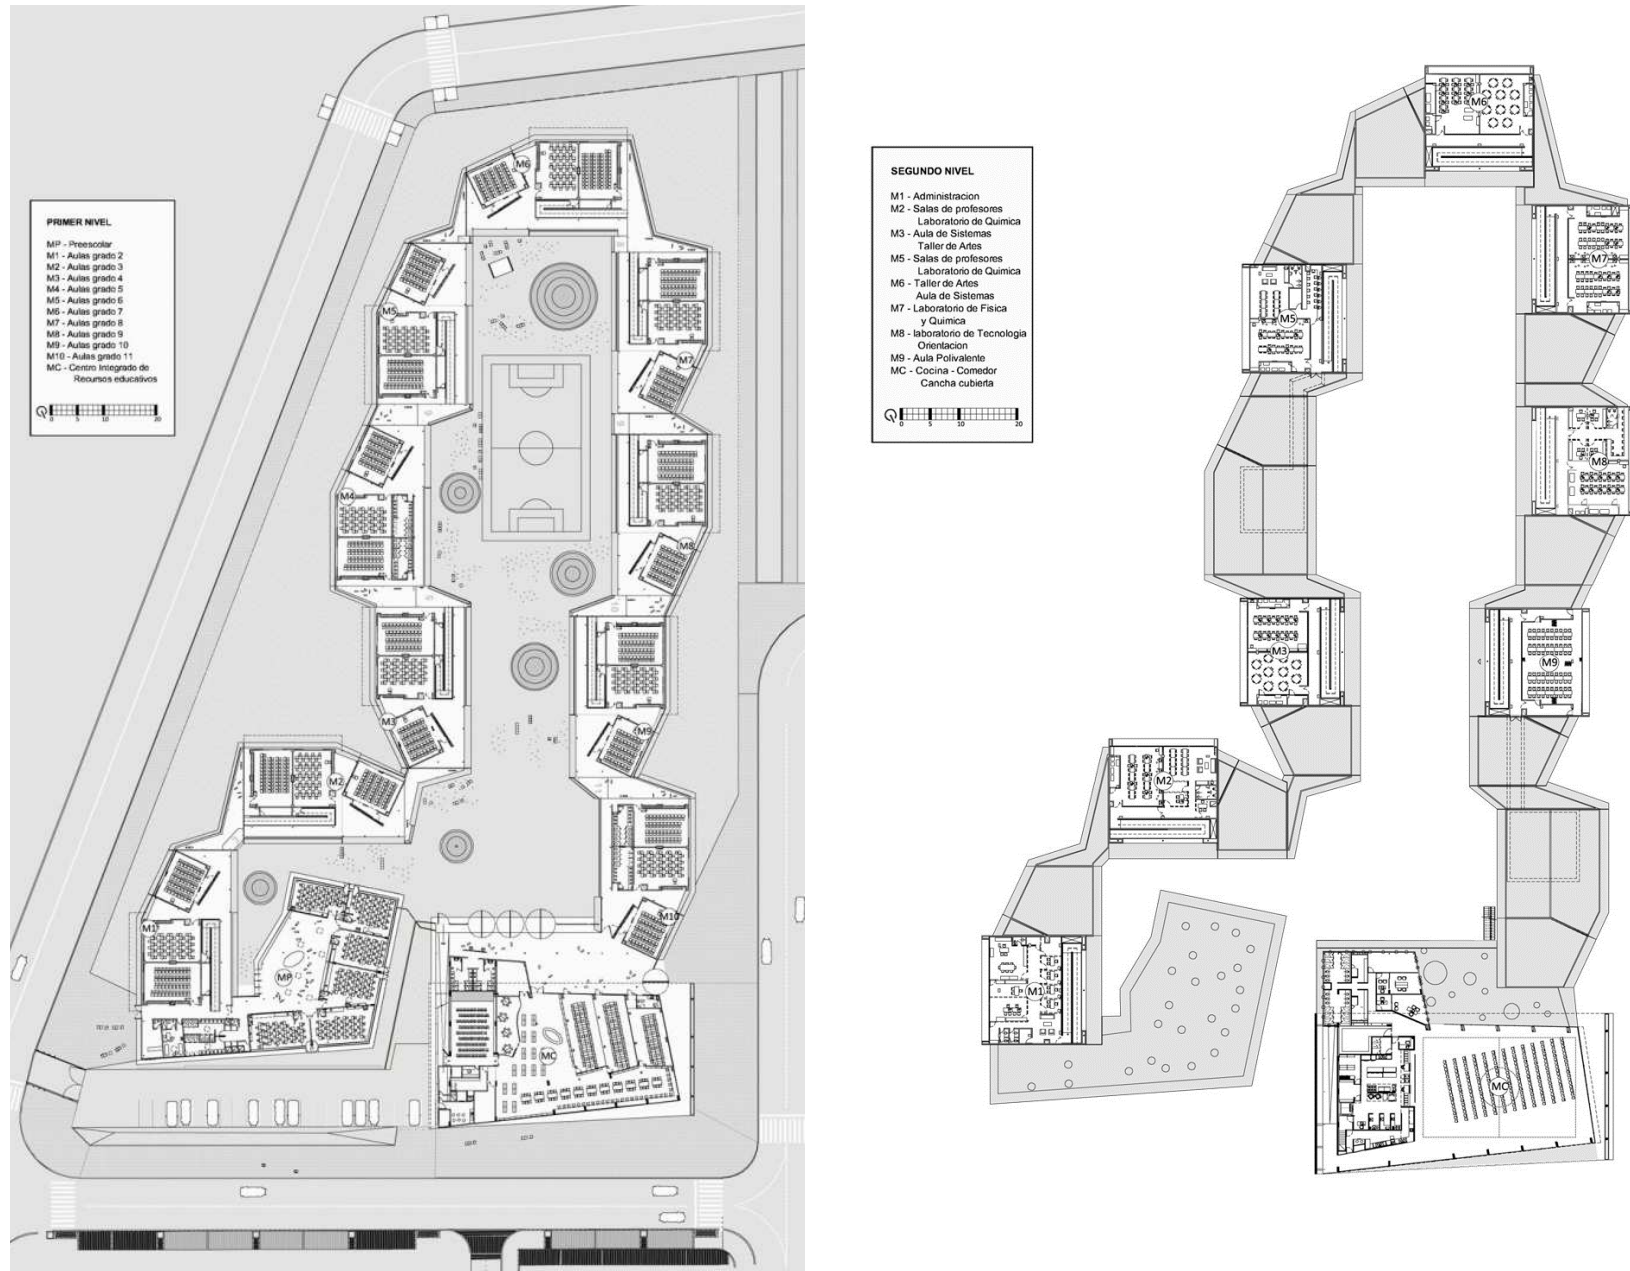 PRIMER NIVEL
MP - Preescolar
M1 - Aulas grado 2
M2 - Aulas grado 3
M3 - Aulas grado 4
M4 - Aulas grado 5
M5 - Aulas grado 6
M6 - Aulas grado 7
M7 - Aulas grado 8
M8 - Aulas grado 9
M9 - Aulas grado 10
M10 - Aulas grado 11
MC - Centro Integrado de
Recursos educativos
0 5 10 20
M6
M5
M7
M4
M8
M3
M9
M2
M10
M1
MP
MC
SEGUNDO NIVEL
M1 - Administracion
M2 - Salas de profesores
Laboratorio de Quimica
M3 - Aula de Sistemas
Taller de Artes
M5 - Salas de profesores
Laboratorio de Quimica
M6 - Taller de Artes
Aula de Sistemas
M7 - Laboratorio de Fisica
y Quimica
M8 - laboratorio de Tecnologia
Orientacion
M9 - Aula Polivalente
MC - Cocina - Comedor
Cancha cubierta
0 5 10 20
M6
M7
M5
M8
M3
M9
M2
M1
MC